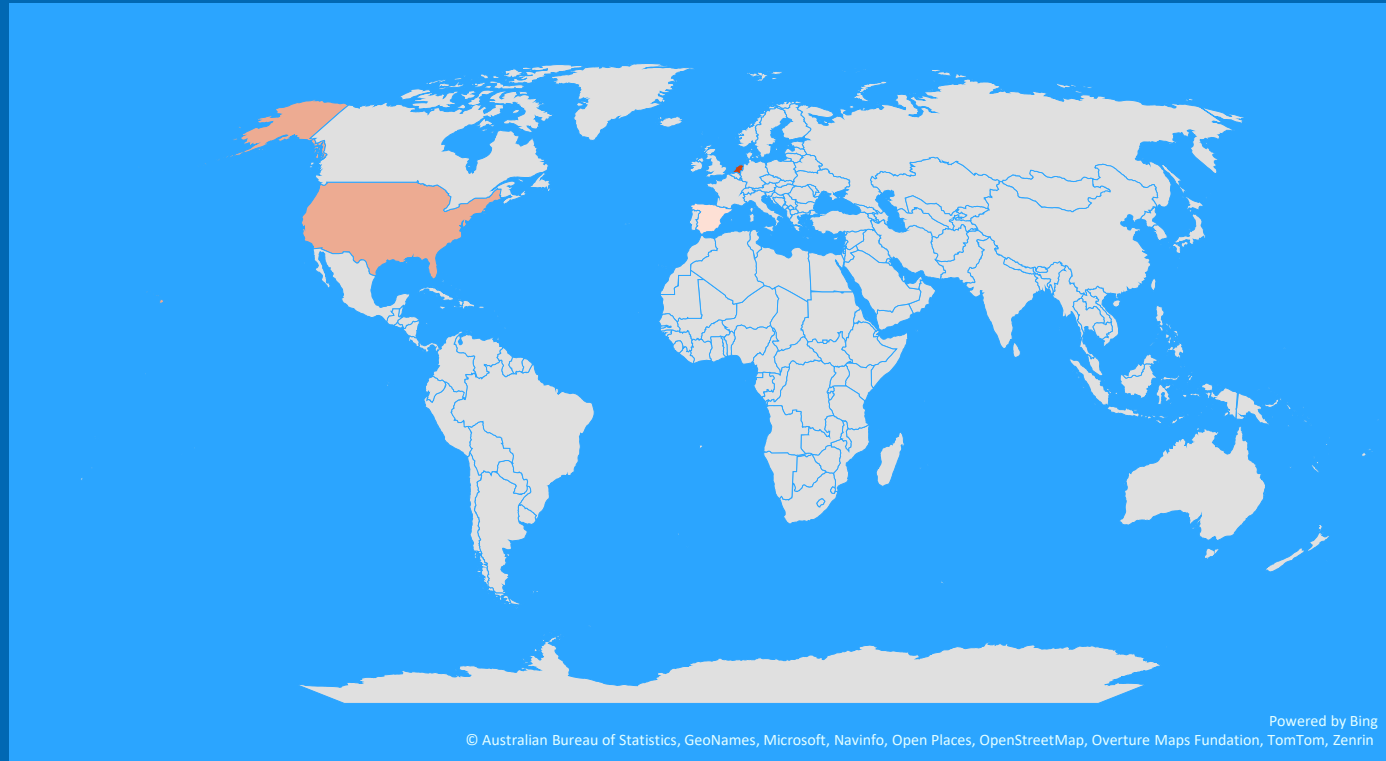 Powered by Bing
© Australian Bureau of Statistics, GeoNames, Microsoft, Navinfo, Open Places, OpenStreetMap, Overture Maps Fundation, TomTom, Zenrin